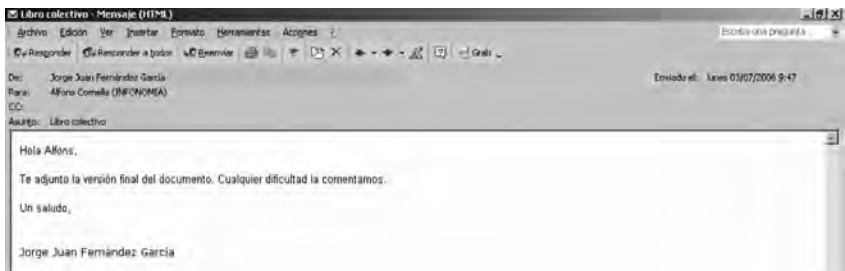 Libro colectivo - Mensaje (HTML)
Archivo Edición Ver Insertar Formato Herramientas Acciones ? Escriba una pregunta
Responder Responder a todos Reenviar
De: Jorge Juan Fernández García Enviado el: lunes 03/07/2006 9:47
Para: Alfons Cornella (INFONOMIA)
CC:
Asunto: Libro colectivo
Hola Alfons,
Te adjunto la versión final del documento. Cualquier dificultad la comentamos.
Un saludo,
Jorge Juan Fernández García